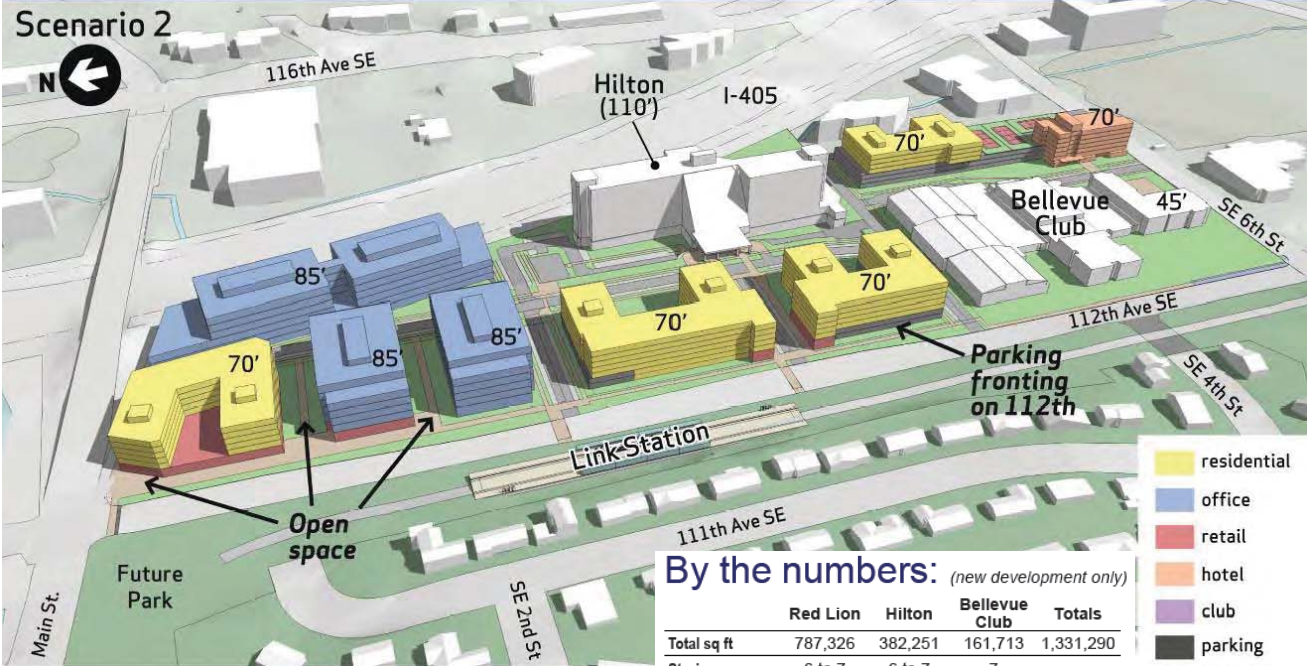 Scenario 2
N
116th Ave SE
Hilton
(110')
I-405
70'
70'
Bellevue
Club
45'
SE 6th St.
85'
85'
85'
70'
70'
70'
112th Ave SE
Parking
fronting
on 112th
SE 4th St
Link Station
Open
space
111th Ave SE
Future
Park
Main St.
SE 2nd St
residential
office
retail
hotel
club
parking
By the numbers: (new development only)
Red Lion Hilton Bellevue Club Totals
Total sq ft 787,326 382,251 161,713 1,331,290